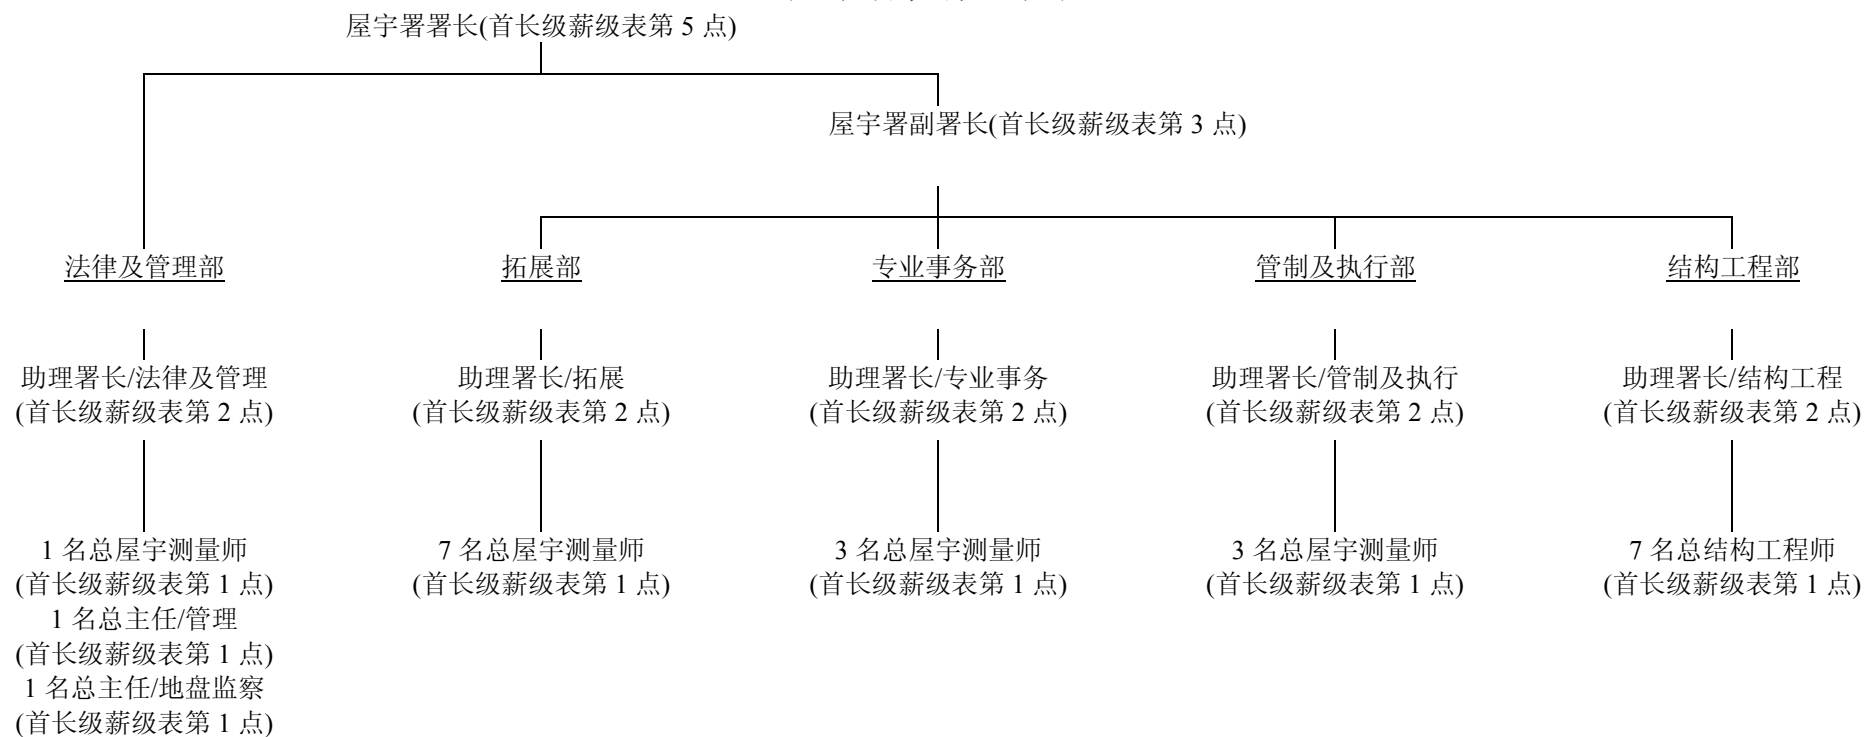 屋宇署署长(首长级薪级表第 5 点)
屋宇署副署长(首长级薪级表第 3 点)
法律及管理部
拓展部
专业事务部
管制及执行部
结构工程部
助理署长/法律及管理
(首长级薪级表第 2 点)
助理署长/拓展
(首长级薪级表第 2 点)
助理署长/专业事务
(首长级薪级表第 2 点)
助理署长/管制及执行
(首长级薪级表第 2 点)
助理署长/结构工程
(首长级薪级表第 2 点)
1 名总屋宇测量师
(首长级薪级表第 1 点)
1 名总主任/管理
(首长级薪级表第 1 点)
1 名总主任/地盘监察
(首长级薪级表第 1 点)
7 名总屋宇测量师
(首长级薪级表第 1 点)
3 名总屋宇测量师
(首长级薪级表第 1 点)
3 名总屋宇测量师
(首长级薪级表第 1 点)
7 名总结构工程师
(首长级薪级表第 1 点)